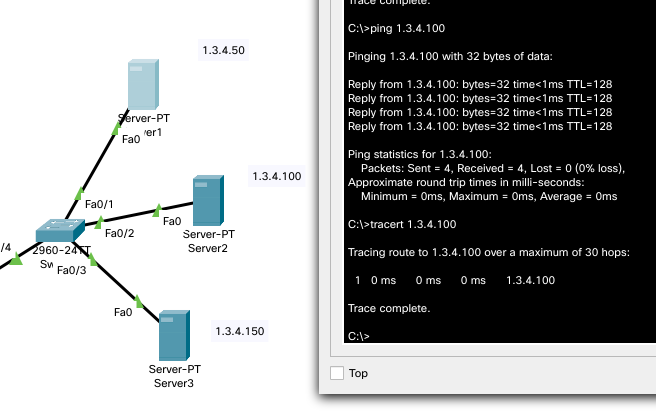 1.3.4.50
Server-PT
ver1
Fa0
Fa0/1
1.3.4.100
Fa0
Fa0/2
Server-PT
Server2
/4
2960-24TT
Sw
Fa0/3
Fa0
1.3.4.150
Server-PT
Server3
Trace complete.
C:\>ping 1.3.4.100
Pinging 1.3.4.100 with 32 bytes of data:
Reply from 1.3.4.100: bytes=32 time<1ms TTL=128
Reply from 1.3.4.100: bytes=32 time<1ms TTL=128
Reply from 1.3.4.100: bytes=32 time<1ms TTL=128
Reply from 1.3.4.100: bytes=32 time<1ms TTL=128
Ping statistics for 1.3.4.100:
Packets: Sent = 4, Received = 4, Lost = 0 (0% loss),
Approximate round trip times in milli-seconds:
Minimum = 0ms, Maximum = 0ms, Average = 0ms
C:\>tracert 1.3.4.100
Tracing route to 1.3.4.100 over a maximum of 30 hops:
1 0 ms 0 ms 0 ms 1.3.4.100
Trace complete.
C:\>
Top